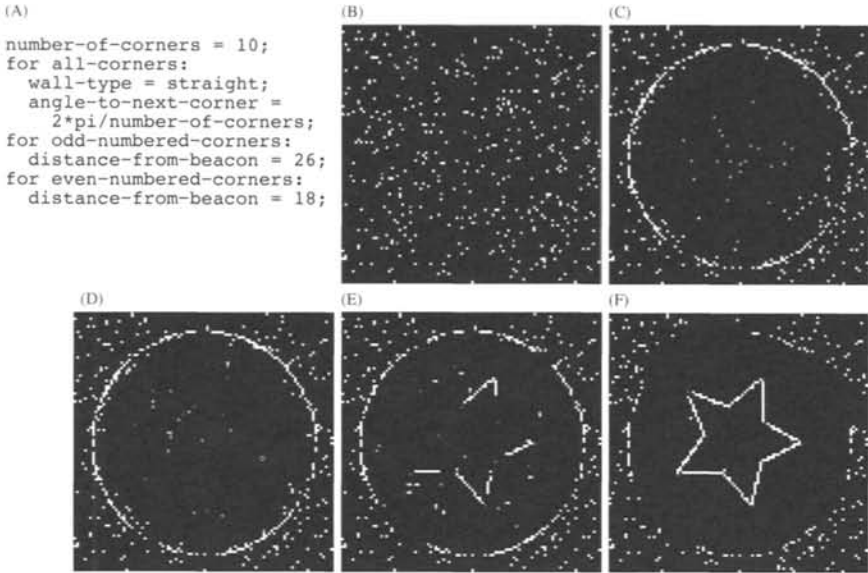 (A)
number-of-corners = 10;
for all-corners:
wall-type = straight;
angle-to-next-corner =
2*pi/number-of-corners;
for odd-numbered-corners:
distance-from-beacon = 26;
for even-numbered-corners:
distance-from-beacon = 18;
(B)
(C)
(D)
(E)
(F)